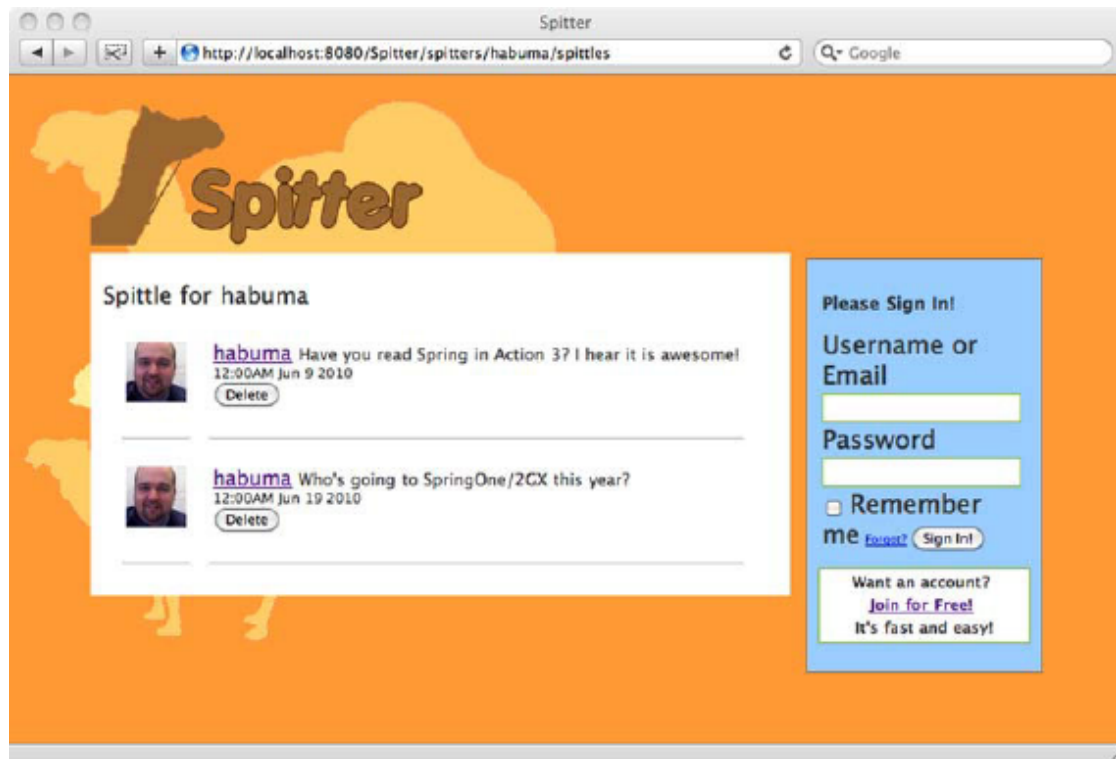 Spitter
http://localhost:8080/Spitter/spitters/habuma/spittles
Google
Spitter
Spittle for habuma
habuma Have you read Spring in Action 3? I hear it is awesome!
12:00AM Jun 9 2010
Delete
habuma Who's going to SpringOne/2GX this year?
12:00AM Jun 19 2010
Delete
Please Sign In!
Username or
Email
Password
Remember
me Forgot? Sign In!
Want an account?
Join for Free!
It's fast and easy!